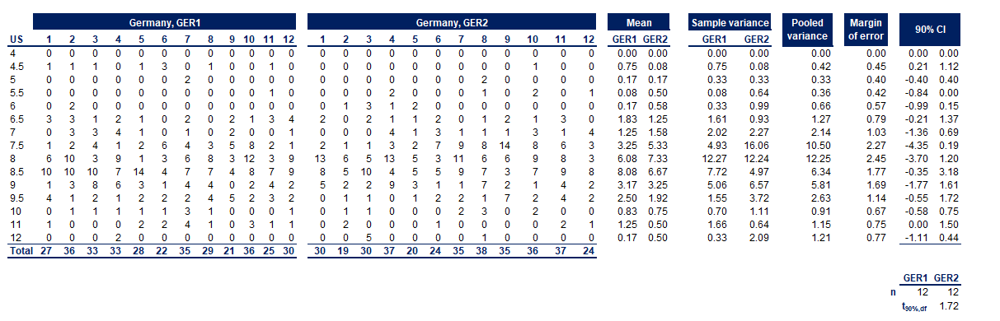 Germany, GER1 Germany, GER2 Mean Sample variance Pooled variance Margin of error 90% CI
US 1 2 3 4 5 6 7 8 9 10 11 12 1 2 3 4 5 6 7 8 9 10 11 12 GER1 GER2 GER1 GER2
4 0 0 0 0 0 0 0 0 0 0 0 0 0 0 0 0 0 0 0 0 0 0 0 0 0.00 0.00 0.00 0.00 0.00 0.00 0.00 0.00
4.5 1 1 1 0 1 3 0 1 0 0 1 0 0 0 0 0 0 0 0 0 0 1 0 0 0.75 0.08 0.75 0.08 0.42 0.45 0.21 1.12
5 0 0 0 0 0 0 2 0 0 0 0 0 0 0 0 0 0 0 0 2 0 0 0 0 0.17 0.17 0.33 0.33 0.33 0.40 -0.40 0.40
5.5 0 0 0 0 0 0 0 0 0 0 1 0 0 0 0 2 0 0 0 1 0 2 0 1 0.08 0.50 0.08 0.64 0.36 0.42 -0.84 0.00
6 0 2 0 0 0 0 0 0 0 0 0 0 0 1 3 1 2 0 0 0 0 0 0 0 0.17 0.58 0.33 0.99 0.66 0.57 -0.99 0.15
6.5 3 3 1 2 1 0 2 0 2 1 3 4 2 0 2 1 1 2 0 1 2 1 3 0 1.83 1.25 1.61 0.93 1.27 0.79 -0.21 1.37
7 0 3 3 4 1 0 1 0 2 0 0 1 0 0 0 4 1 3 1 1 1 3 1 4 1.25 1.58 2.02 2.27 2.14 1.03 -1.36 0.69
7.5 1 2 4 1 2 6 4 3 5 8 2 1 2 1 1 3 2 7 9 8 14 8 6 3 3.25 5.33 4.93 16.06 10.50 2.27 -4.35 0.19
8 6 10 3 9 1 3 6 8 3 12 3 9 13 6 5 13 5 3 11 6 6 9 8 3 6.08 7.33 12.27 12.24 12.25 2.45 -3.70 1.20
8.5 10 10 10 7 14 4 7 7 4 8 7 9 8 5 10 4 5 5 9 7 3 7 9 8 8.08 6.67 7.72 4.97 6.34 1.77 -0.35 3.18
9 1 3 8 6 3 1 4 4 0 2 4 2 5 2 2 9 3 1 1 7 2 1 4 2 3.17 3.25 5.06 6.57 5.81 1.69 -1.77 1.61
9.5 4 1 2 1 2 2 2 4 5 2 3 2 0 1 1 0 1 2 2 1 7 2 4 2 2.50 1.92 1.55 3.72 2.63 1.14 -0.55 1.72
10 0 1 1 1 1 1 3 1 0 0 0 1 0 1 1 0 0 0 2 3 0 2 0 0 0.83 0.75 0.70 1.11 0.91 0.67 -0.58 0.75
11 1 0 0 0 2 2 4 1 0 3 1 1 0 2 0 0 0 1 0 0 0 0 2 1 1.25 0.50 1.66 0.64 1.15 0.75 0.00 1.50
12 0 0 0 2 0 0 0 0 0 0 0 0 0 0 5 0 0 0 0 1 0 0 0 0 0.17 0.50 0.33 2.09 1.21 0.77 -1.11 0.44
Total 27 36 33 33 28 22 35 29 21 36 25 30 30 19 30 37 20 24 35 38 35 36 37 24
GER1 GER2
n 12 12
t90%,df 1.72